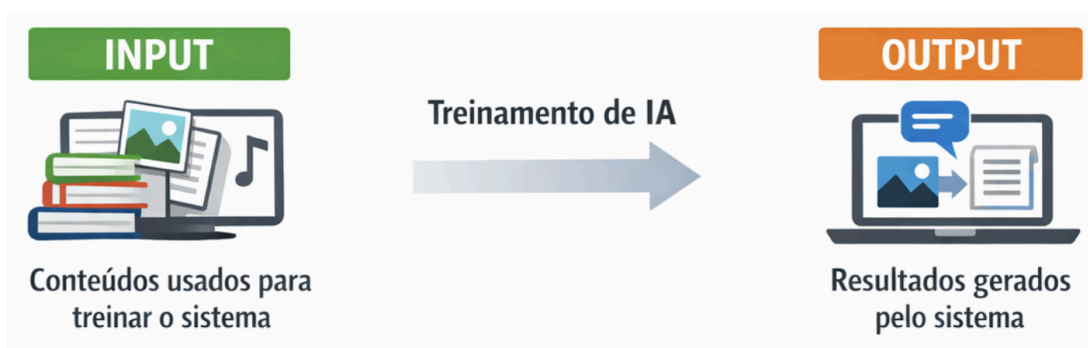 INPUT
Treinamento de IA
OUTPUT
Conteúdos usados para
treinar o sistema
Resultados gerados
pelo sistema